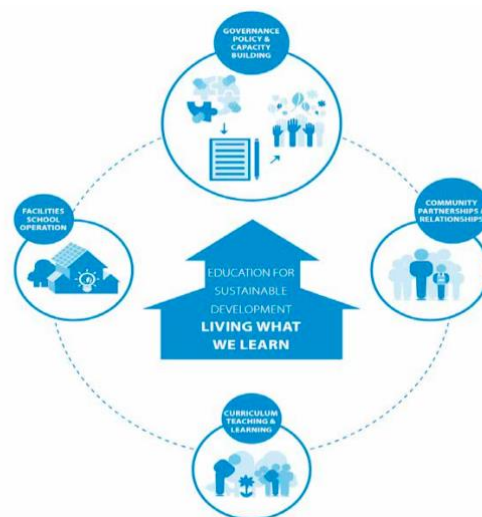 GOVERNANCE
POLICY &
CAPACITY
BUILDING
FACILITIES
SCHOOL
OPERATION
COMMUNITY
PARTNERSHIPS &
RELATIONSHIPS
EDUCATION FOR
SUSTAINABLE
DEVELOPMENT
LIVING WHAT
WE LEARN
CURRICULUM
TEACHING &
LEARNING